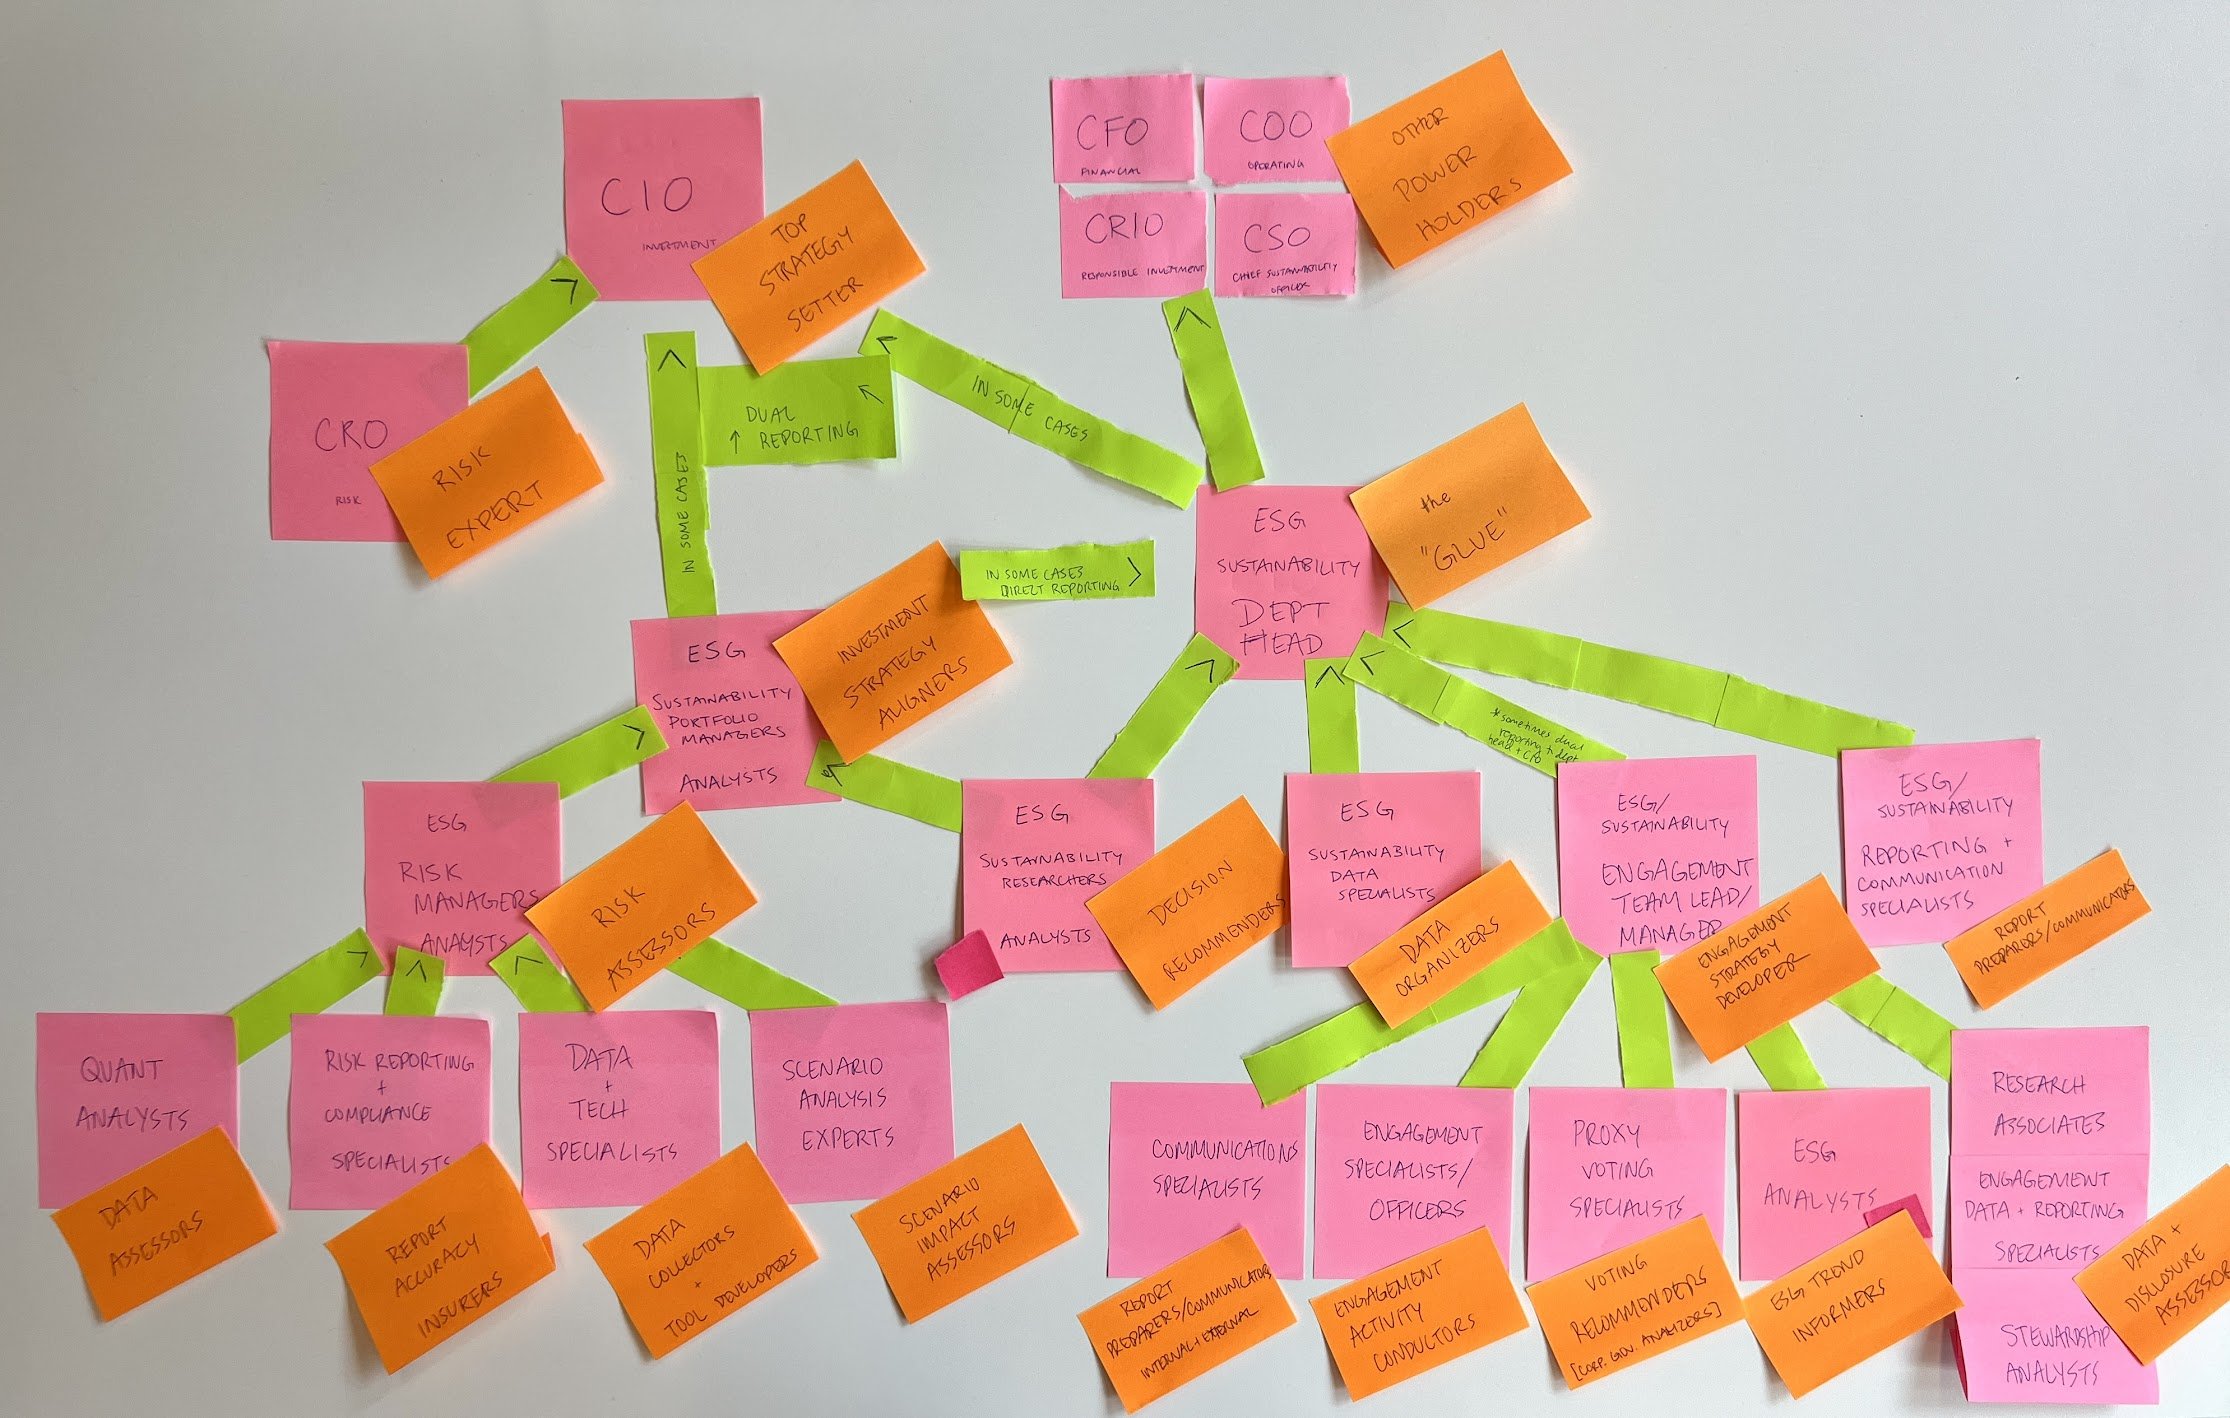 CIO
INVESTMENT
TOP
STRATEGY
SETTER
CFO
FINANCIAL
COO
OPERATING
CRIO
RESPONSIBLE INVESTMENT
CSO
CHIEF SUSTAINABILITY
OFFICER
OTHER
POWER
HOLDERS
CRO
RISK
RISK
EXPERT
IN SOME CASES
DUAL
↑ REPORTING
IN SOME CASES
ESG
SUSTAINABILITY
DEPT
HEAD
the
"GLUE"
IN SOME CASES
DIRECT REPORTING
ESG
SUSTAINABILITY
PORTFOLIO
MANAGERS
ANALYSTS
INVESTMENT
STRATEGY
ALIGNERS
*sometimes dual
reporting to dept
head + CIO
ESG
RISK
MANAGERS
ANAYSTS
RISK
ASSESSORS
ESG
SUSTAINABILITY
RESEARCHERS
ANALYSTS
DECISION
RECOMMENDERS
ESG
SUSTAINABILITY
DATA
SPECIALISTS
DATA
ORGANIZERS
ESG/
SUSTAINABILITY
ENGAGEMENT
TEAM LEAD/
MANAGER
ENGAGEMENT
STRATEGY
DEVELOPER
ESG/
SUSTAINABILITY
REPORTING +
COMMUNICATION
SPECIALISTS
REPORT
PREPARERS/COMMUNICATORS
QUANT
ANALYSTS
DATA
ASSESSORS
RISK REPORTING
+
COMPLIANCE
SPECIALISTS
REPORT
ACCURACY
INSURERS
DATA
+
TECH
SPECIALISTS
DATA
COLLECTORS
+
TOOL DEVELOPERS
SCENARIO
ANALYSIS
EXPERTS
SCENARIO
IMPACT
ASSESSORS
COMMUNICATIONS
SPECIALISTS
REPORT
PREPARERS/COMMUNICATORS
INTERNAL + EXTERNAL
ENGAGEMENT
SPECIALISTS/
OFFICERS
ENGAGEMENT
ACTIVITY
CONDUCTORS
PROXY
VOTING
SPECIALISTS
VOTING
RECOMMENDERS
[CORP. GOV. ANALYZERS]
ESG
ANALYSTS
ESG TREND
INFORMERS
RESEARCH
ASSOCIATES
ENGAGEMENT
DATA + REPORTING
SPECIALISTS
STEWARDSHIP
ANALYSTS
DATA +
DISCLOSURE
ASSESSOR